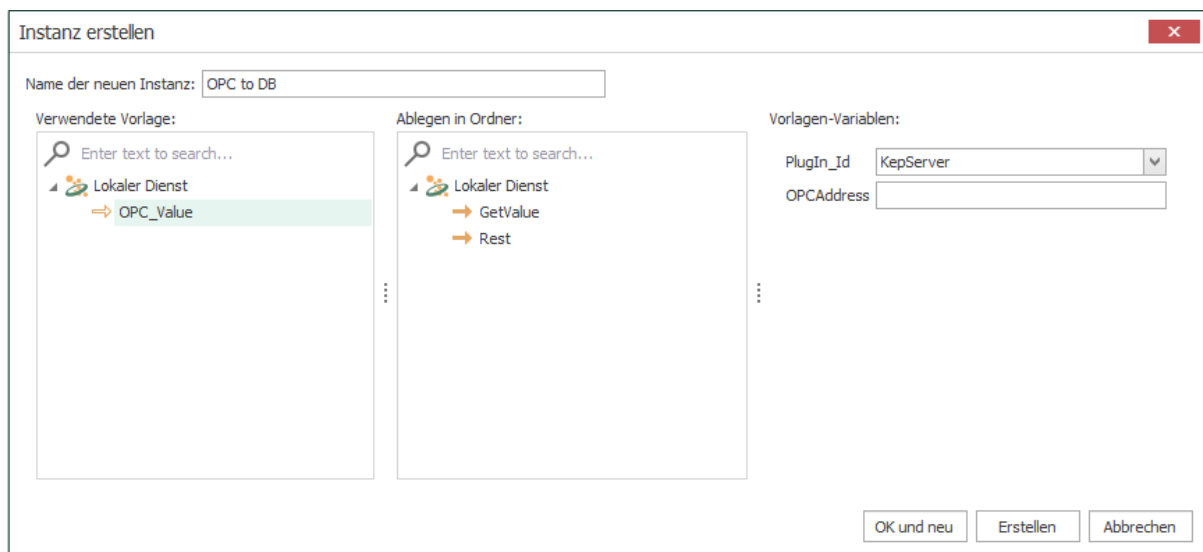 Instanz erstellen
Name der neuen Instanz: OPC to DB
Verwendete Vorlage:
Enter text to search...
Lokaler Dienst
OPC_Value
Ablegen in Ordner:
Enter text to search...
Lokaler Dienst
GetValue
Rest
Vorlagen-Variablen:
PlugIn_Id KepServer
OPCAddress
OK und neu Erstellen Abbrechen